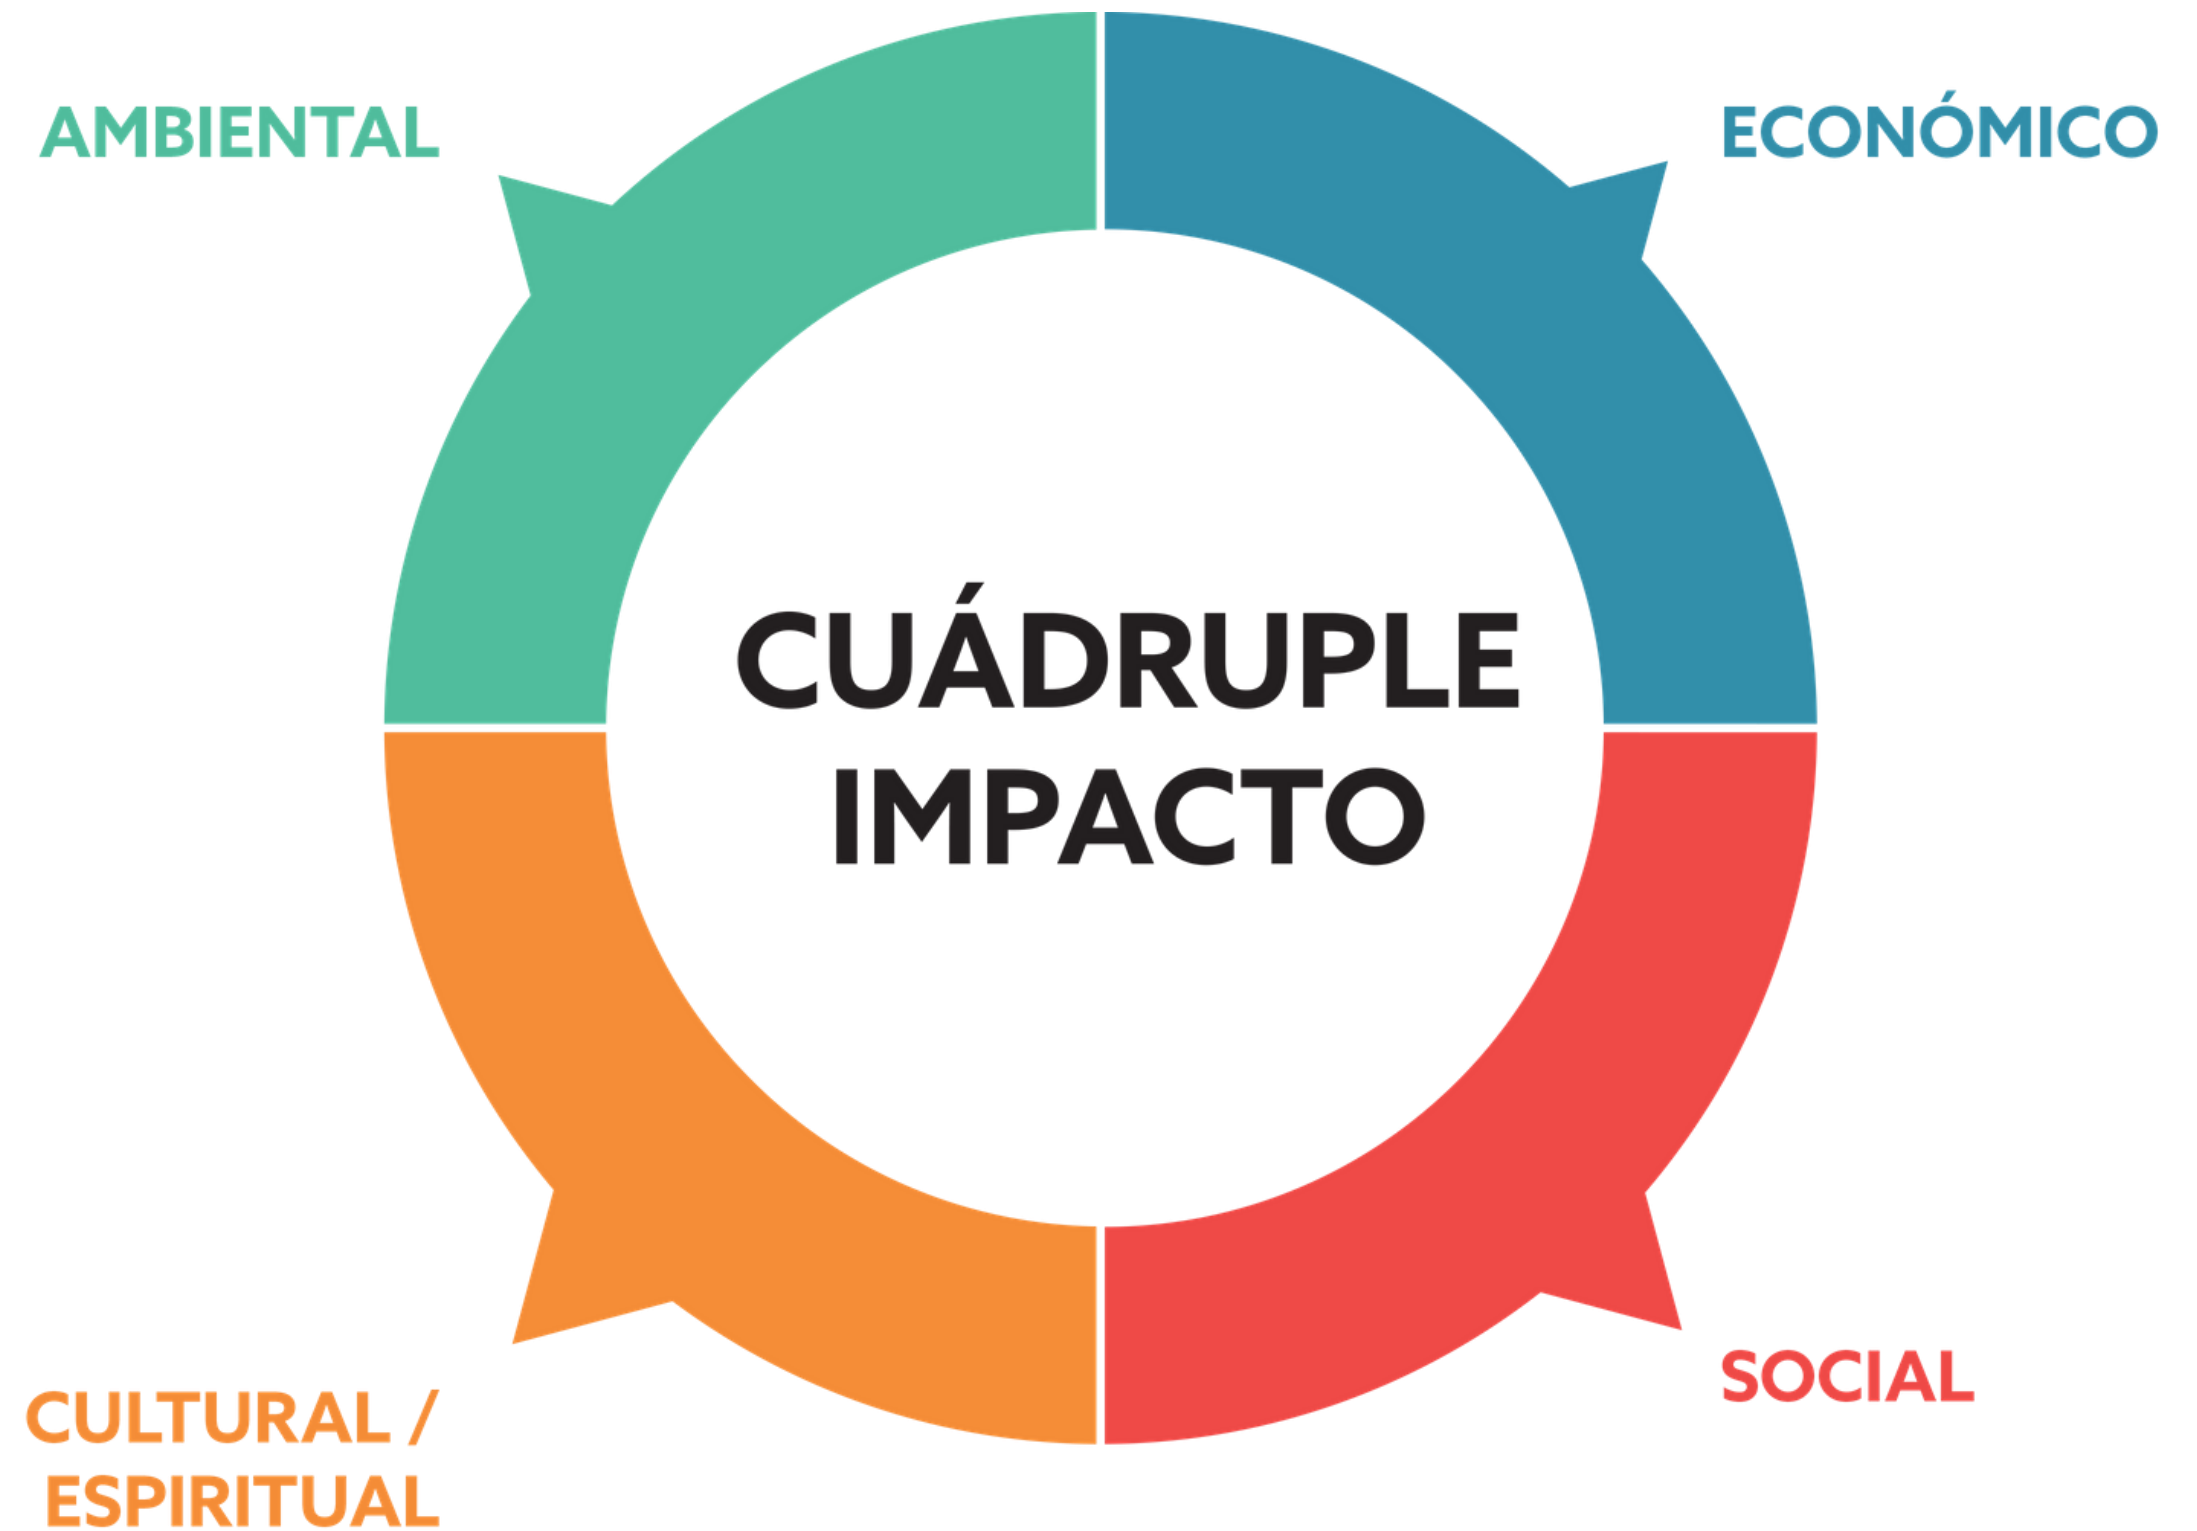 AMBIENTAL
ECONÓMICO
CUÁDRUPLE
IMPACTO
CULTURAL /
ESPIRITUAL
SOCIAL